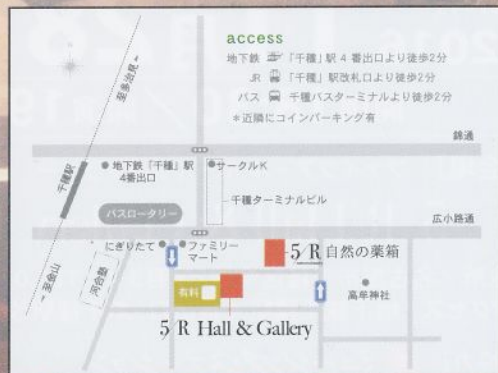 access
地下鉄 「千種」駅 4 番出口より徒歩2分
JR 「千種」駅改札口より徒歩2分
バス 千種バスターミナルより徒歩2分
＊近隣にコインパーキング有
至多治見
錦通
千種駅
地下鉄「千種」駅
4番出口
サークルK
千種ターミナルビル
バスロータリー
広小路通
至金山
河合塾
にぎりたて
ファミリー
マート
5/R 自然の薬箱
有料
高牟神社
5/R Hall & Gallery